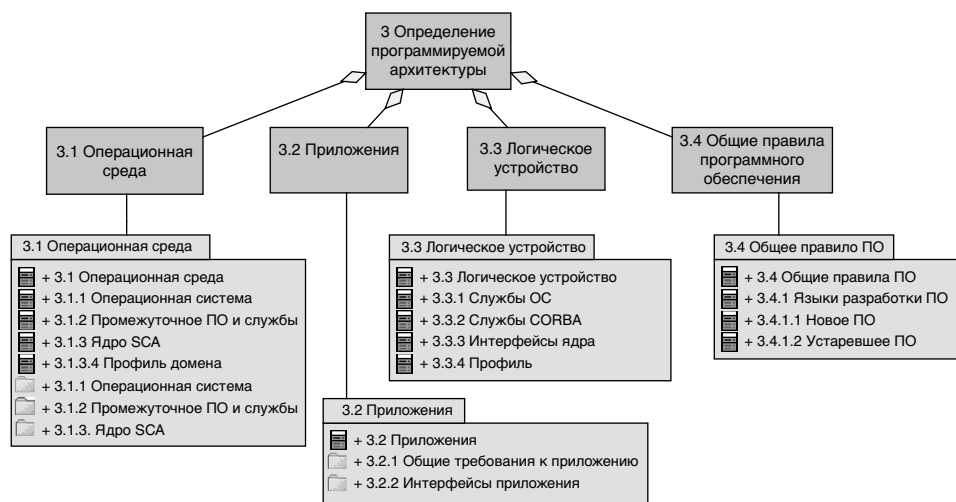 3 Определение
программируемой
архитектуры
3.1 Операционная
среда
3.2 Приложения
3.3 Логическое
устройство
3.4 Общие правила
программного
обеспечения
3.1 Операционная среда
+ 3.1 Операционная среда
+ 3.1.1 Операционная система
+ 3.1.2 Промежуточное ПО и службы
+ 3.1.3 Ядро SCA
+ 3.1.3.4 Профиль домена
+ 3.1.1 Операционная система
+ 3.1.2 Промежуточное ПО и службы
+ 3.1.3. Ядро SCA
3.3 Логическое устройство
+ 3.3 Логическое устройство
+ 3.3.1 Службы ОС
+ 3.3.2 Службы CORBA
+ 3.3.3 Интерфейсы ядра
+ 3.3.4 Профиль
3.4 Общее правило ПО
+ 3.4 Общие правила ПО
+ 3.4.1 Языки разработки ПО
+ 3.4.1.1 Новое ПО
+ 3.4.1.2 Устаревшее ПО
3.2 Приложения
+ 3.2 Приложения
+ 3.2.1 Общие требования к приложению
+ 3.2.2 Интерфейсы приложения